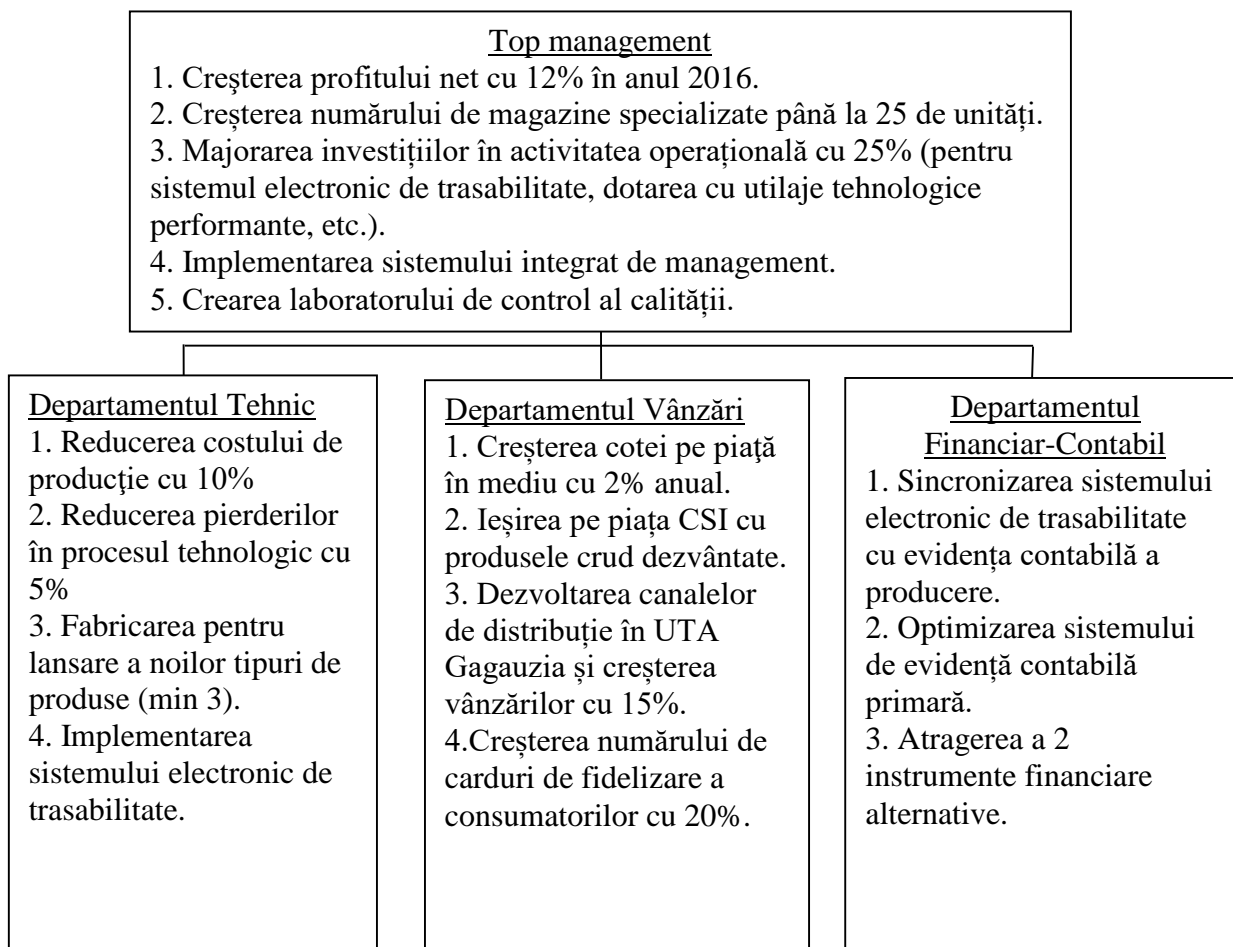 Top management
1. Creşterea profitului net cu 12% în anul 2016.
2. Creșterea numărului de magazine specializate până la 25 de unități.
3. Majorarea investițiilor în activitatea operațională cu 25% (pentru
sistemul electronic de trasabilitate, dotarea cu utilaje tehnologice
performante, etc.).
4. Implementarea sistemului integrat de management.
5. Crearea laboratorului de control al calității.
Departamentul Tehnic
1. Reducerea costului de
producţie cu 10%
2. Reducerea pierderilor
în procesul tehnologic cu
5%
3. Fabricarea pentru
lansare a noilor tipuri de
produse (min 3).
4. Implementarea
sistemului electronic de
trasabilitate.
Departamentul Vânzări
1. Creșterea cotei pe piaţă
în mediu cu 2% anual.
2. Ieșirea pe piața CSI cu
produsele crud dezvântate.
3. Dezvoltarea canalelor
de distribuție în UTA
Gagauzia și creșterea
vânzărilor cu 15%.
4.Creșterea numărului de
carduri de fidelizare a
consumatorilor cu 20%.
Departamentul
Financiar-Contabil
1. Sincronizarea sistemului
electronic de trasabilitate
cu evidența contabilă a
producere.
2. Optimizarea sistemului
de evidență contabilă
primară.
3. Atragerea a 2
instrumente financiare
alternative.